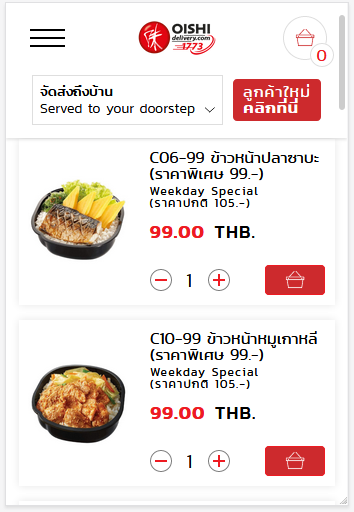 OISHI
delivery.com
1773
0
จัดส่งถึงบ้าน
Served to your doorstep
ลูกค้าใหม่
คลิกที่นี่
C06-99 ข้าวหน้าปลาซาบะ
(ราคาพิเศษ 99.-)
Weekday Special
(ราคาปกติ 105.-)
99.00 THB.
1
C10-99 ข้าวหน้าหมูเกาหลี
(ราคาพิเศษ 99.-)
Weekday Special
(ราคาปกติ 105.-)
99.00 THB.
1